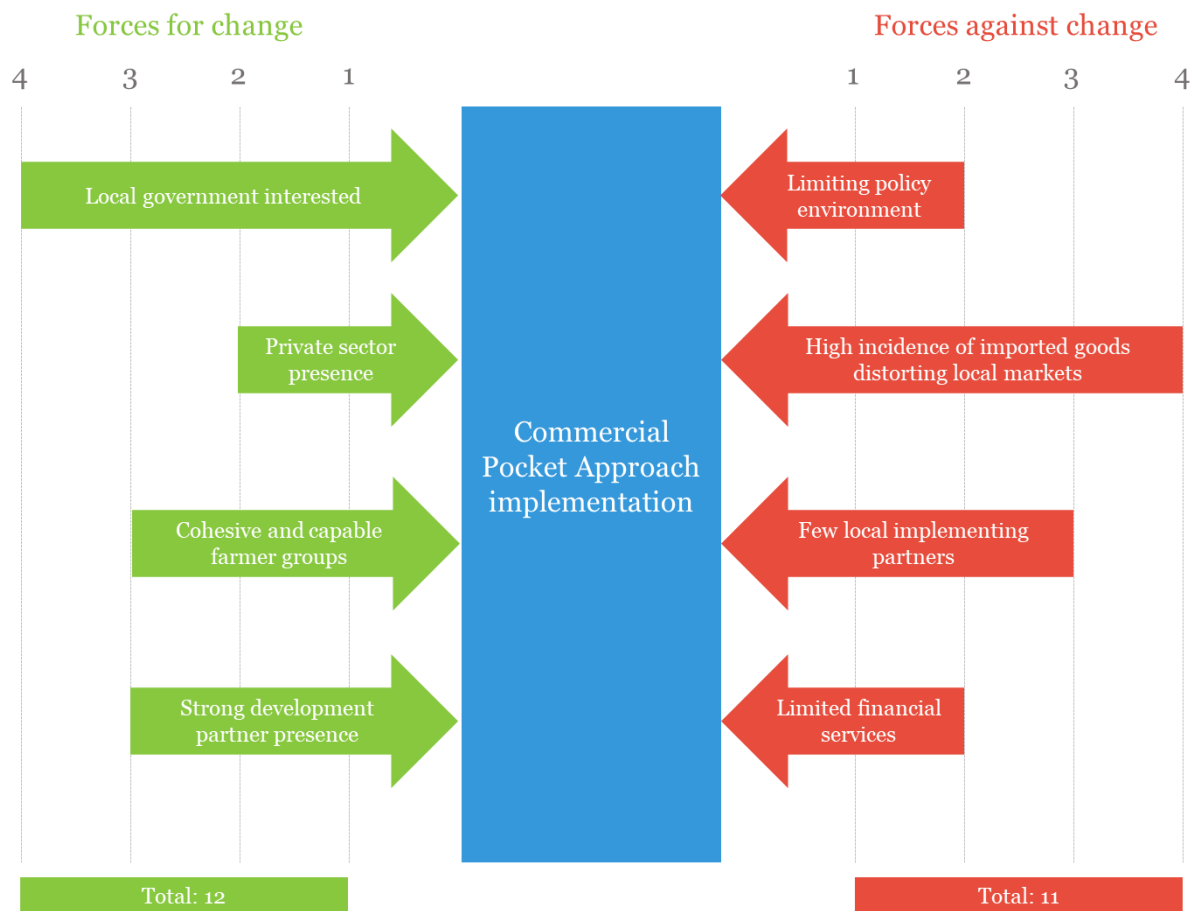 Forces for change
Forces against change
4 3 2 1
1 2 3 4
Local government interested
Limiting policy
environment
Private sector
presence
High incidence of imported goods
distorting local markets
Commercial
Pocket Approach
implementation
Cohesive and capable
farmer groups
Few local implementing
partners
Strong development
partner presence
Limited financial
services
Total: 12
Total: 11